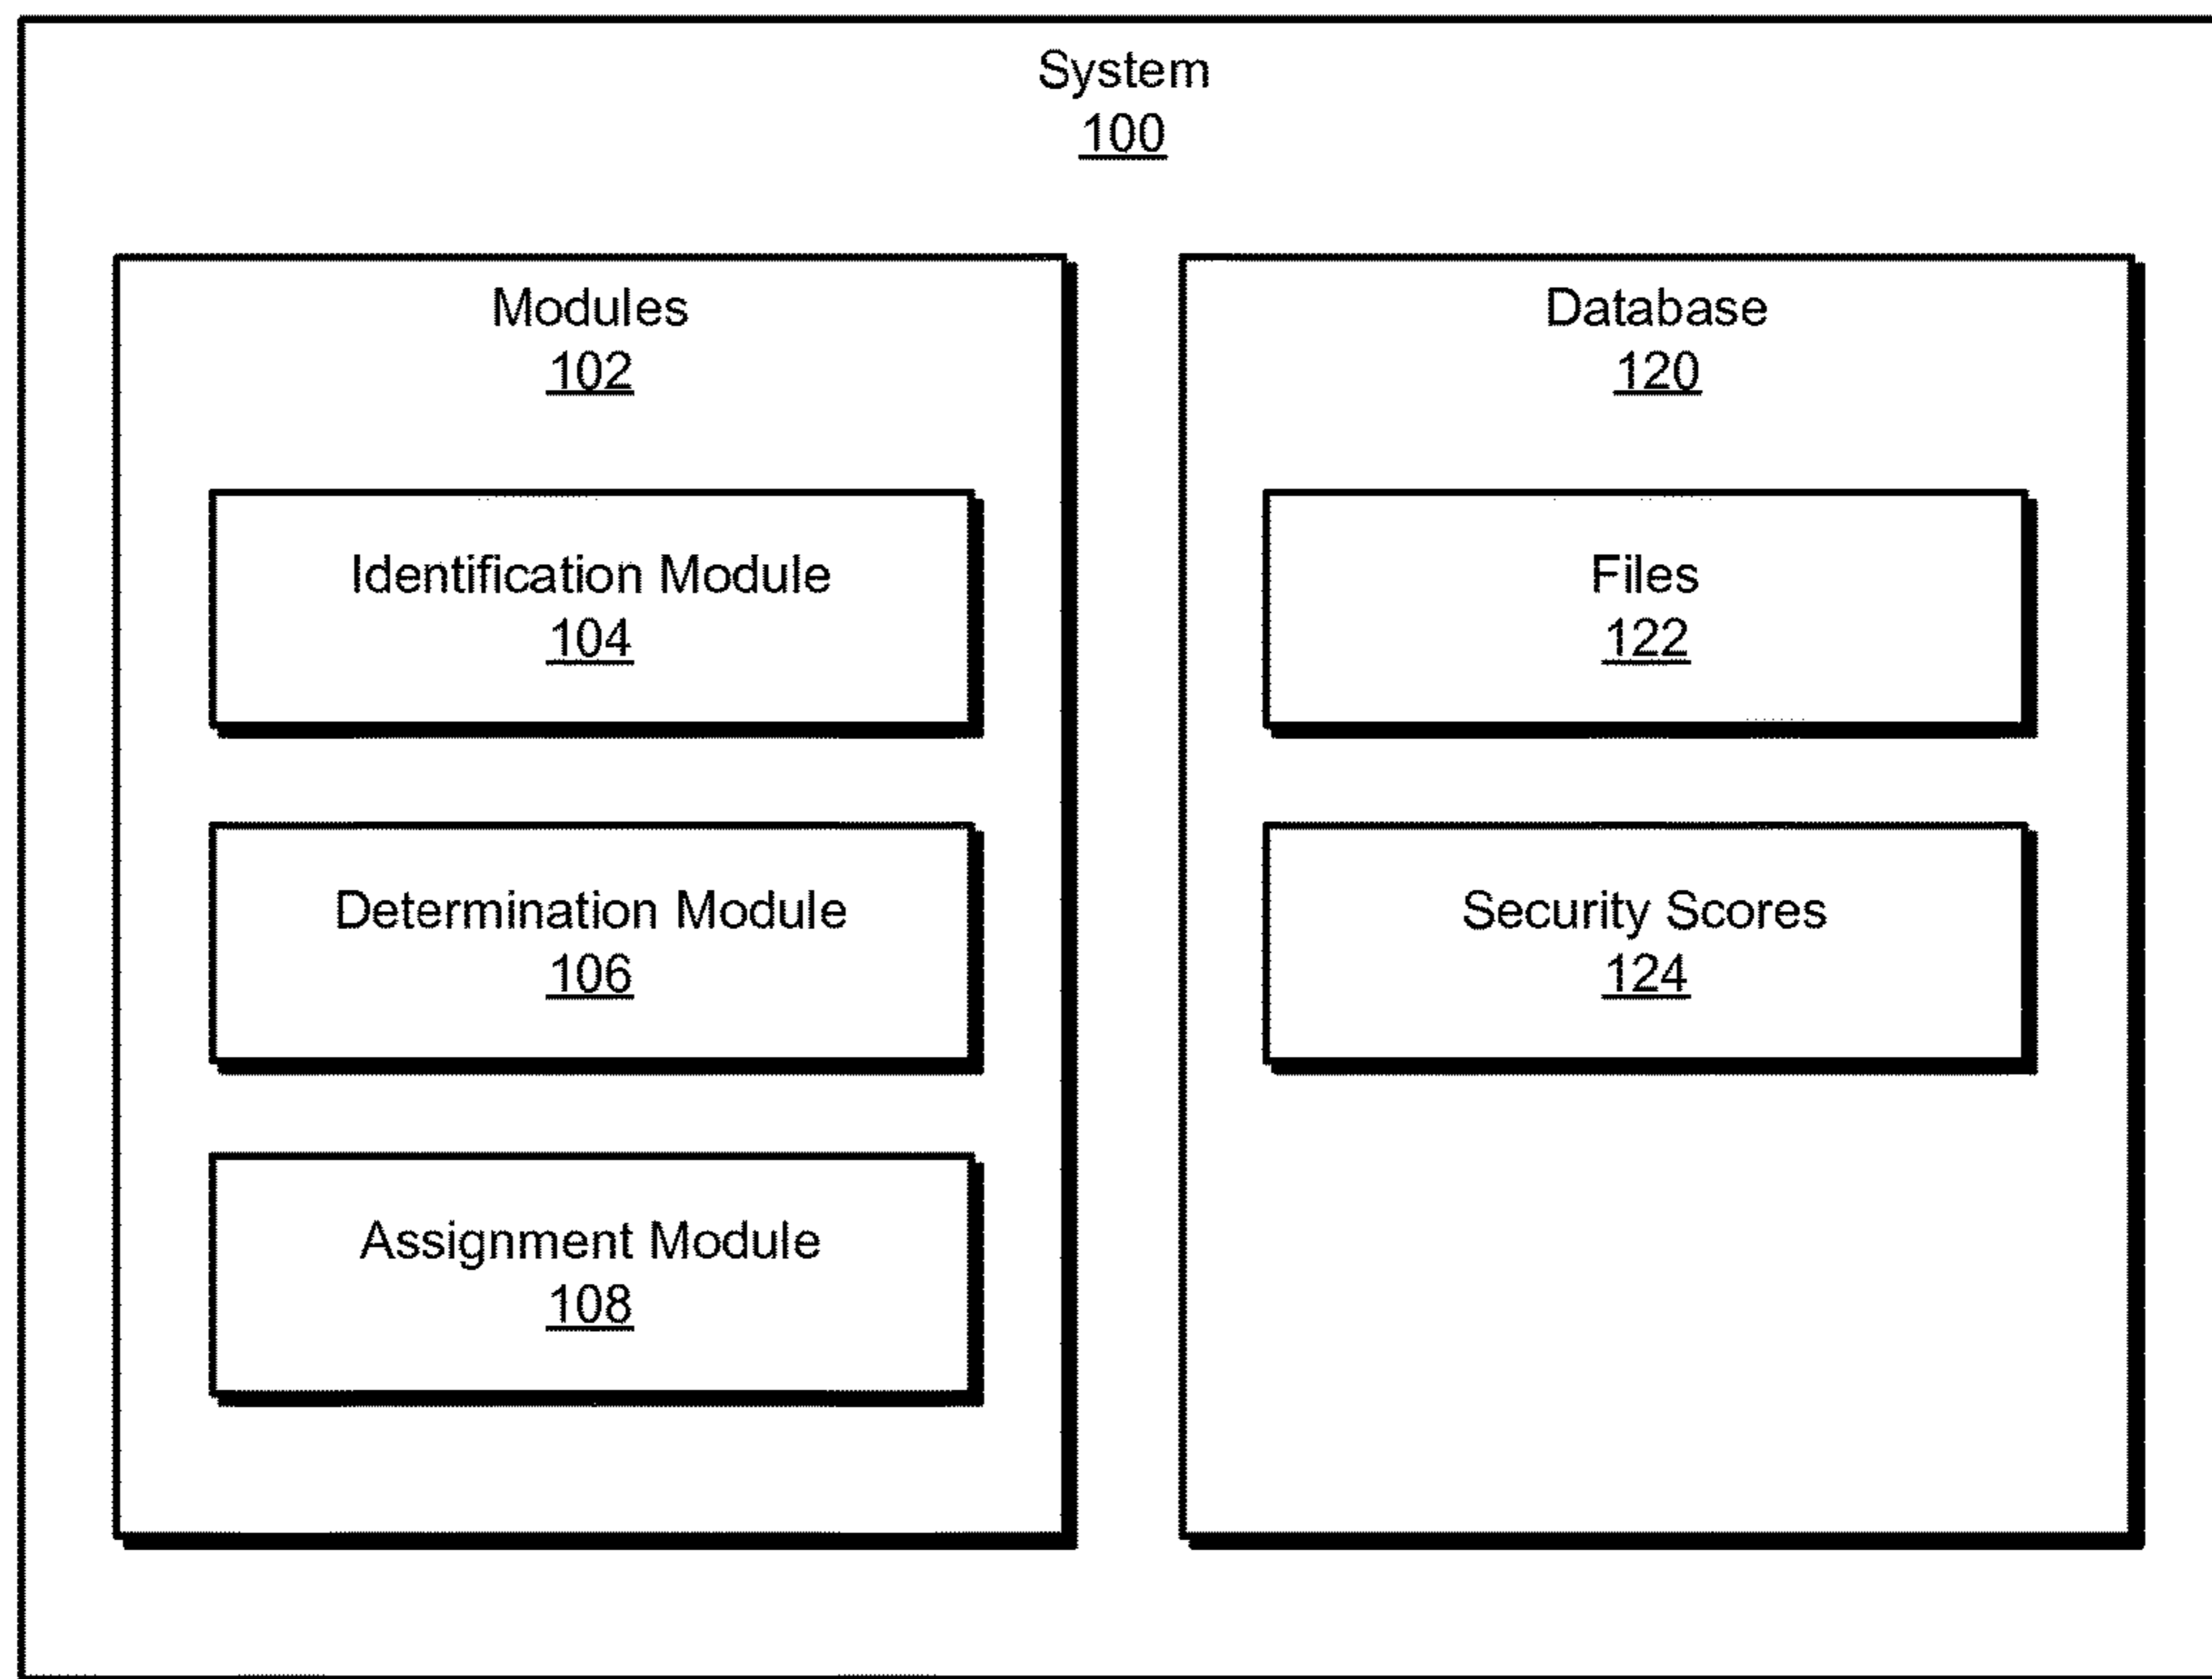 System
100
Modules
102
Identification Module
104
Determination Module
106
Assignment Module
108
Database
120
Files
122
Security Scores
124